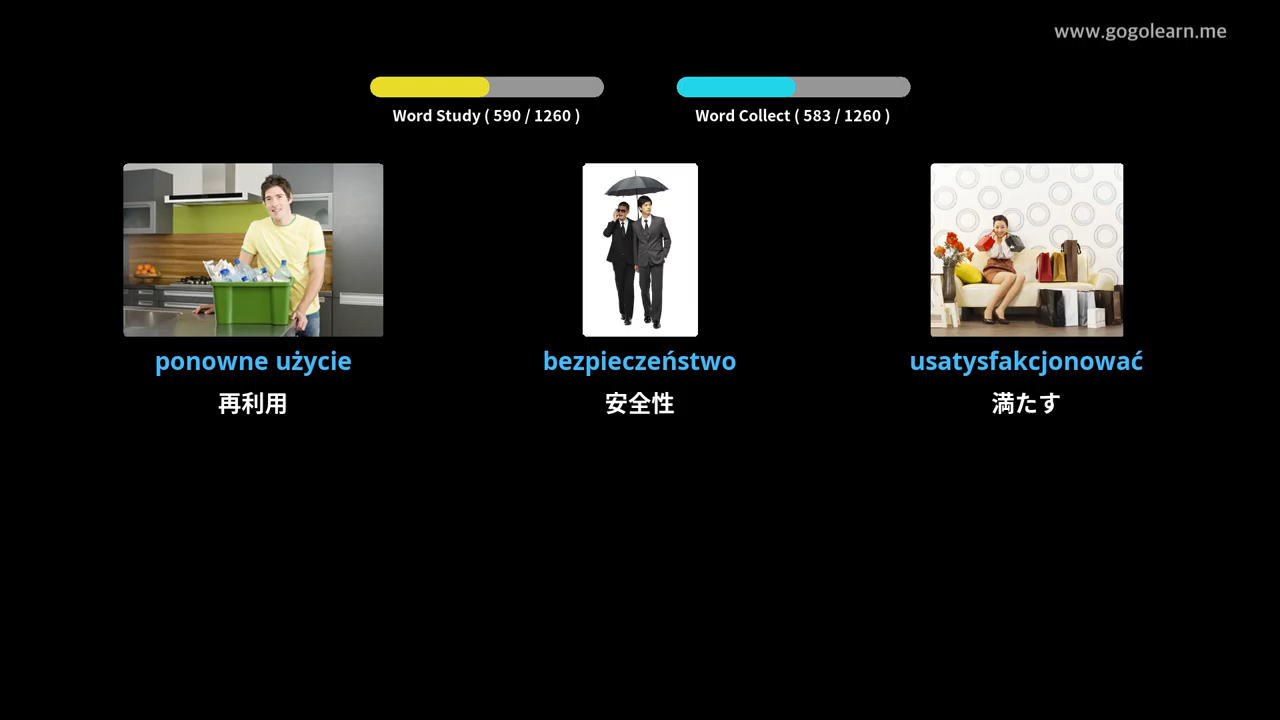 www.gogolearn.me
Word Study ( 590 / 1260 )
Word Collect ( 583 / 1260 )
ponowne użycie
bezpieczeństwo
usatysfakcjonować
再利用
安全性
満たす